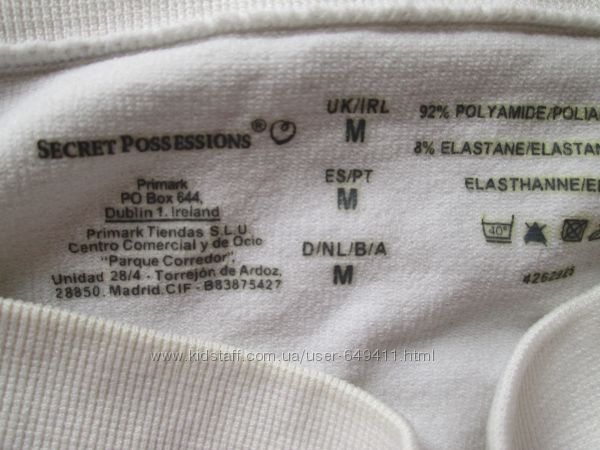 SECRET POSSESSIONS®
Primark
PO Box 644,
Dublin 1. Ireland
Primark Tiendas S.L.U
Centro Comercial y de Ocio
"Parque Corredor",
Unidad 28/4 - Torrejón de Ardoz,
28850. Madrid.CIF - B83875427
UK/IRL
M
ES/PT
M
D/NL/B/A
M
92% POLYAMIDE/POLIA
8% ELASTANE/ELASTAN
ELASTHANNE/E
40°
www.kidstaff.com.ua/user-649411.html